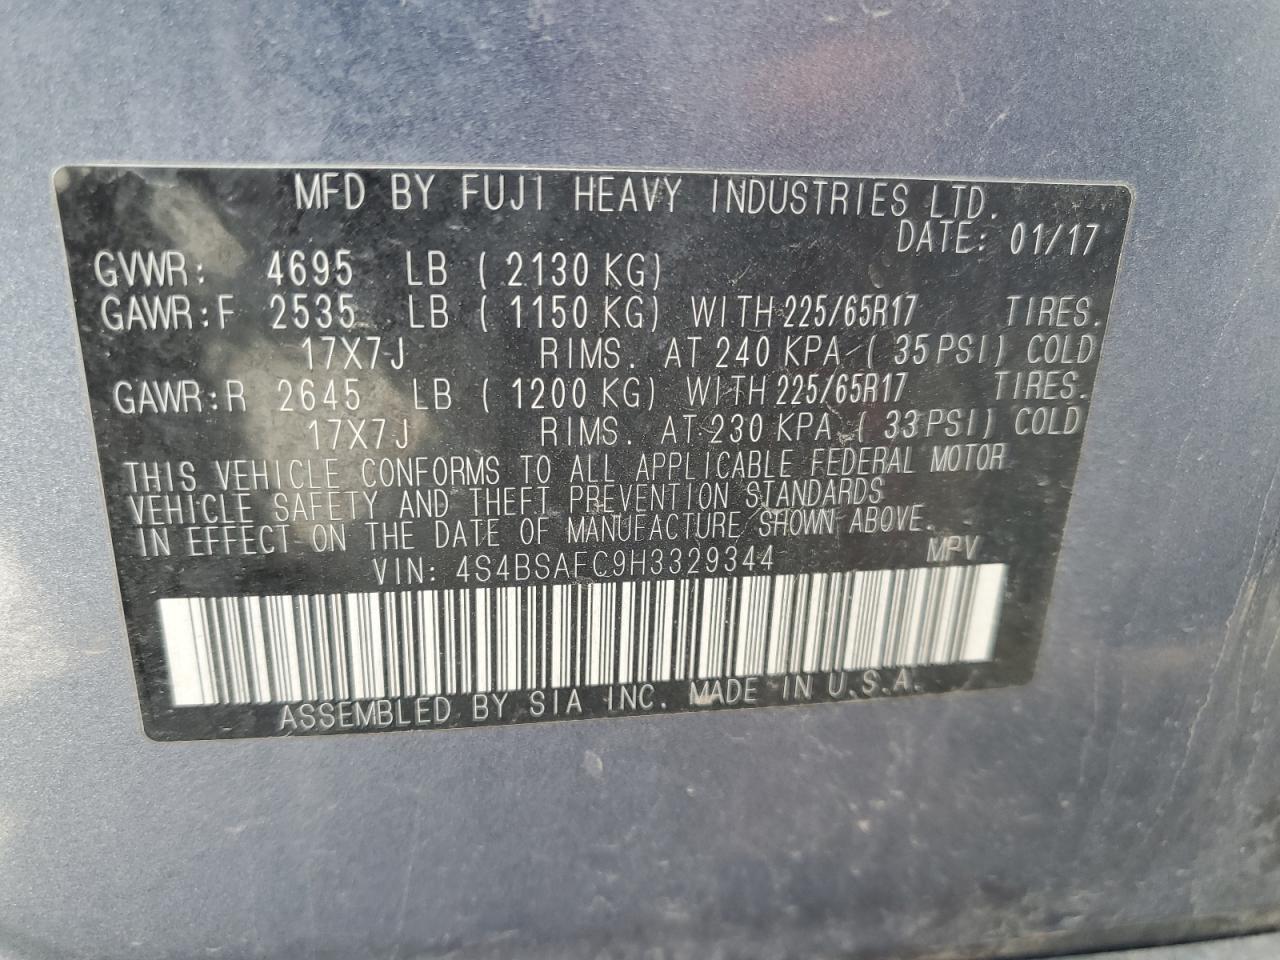 MFD BY FUJI HEAVY INDUSTRIES LTD.
DATE: 01/17
GVWR: 4695 LB ( 2130 KG)
GAWR:F 2535 LB ( 1150 KG) WITH 225/65R17 TIRES.
17X7J RIMS. AT 240 KPA ( 35 PSI) COLD
GAWR:R 2645 LB ( 1200 KG) WITH 225/65R17 TIRES.
17X7J RIMS. AT 230 KPA ( 33 PSI) COLD
THIS VEHICLE CONFORMS TO ALL APPLICABLE FEDERAL MOTOR
VEHICLE SAFETY AND THEFT PREVENTION STANDARDS
IN EFFECT ON THE DATE OF MANUFACTURE SHOWN ABOVE.
VIN: 4S4BSAFC9H3329344 MPV
ASSEMBLED BY SIA INC. MADE IN U.S.A.